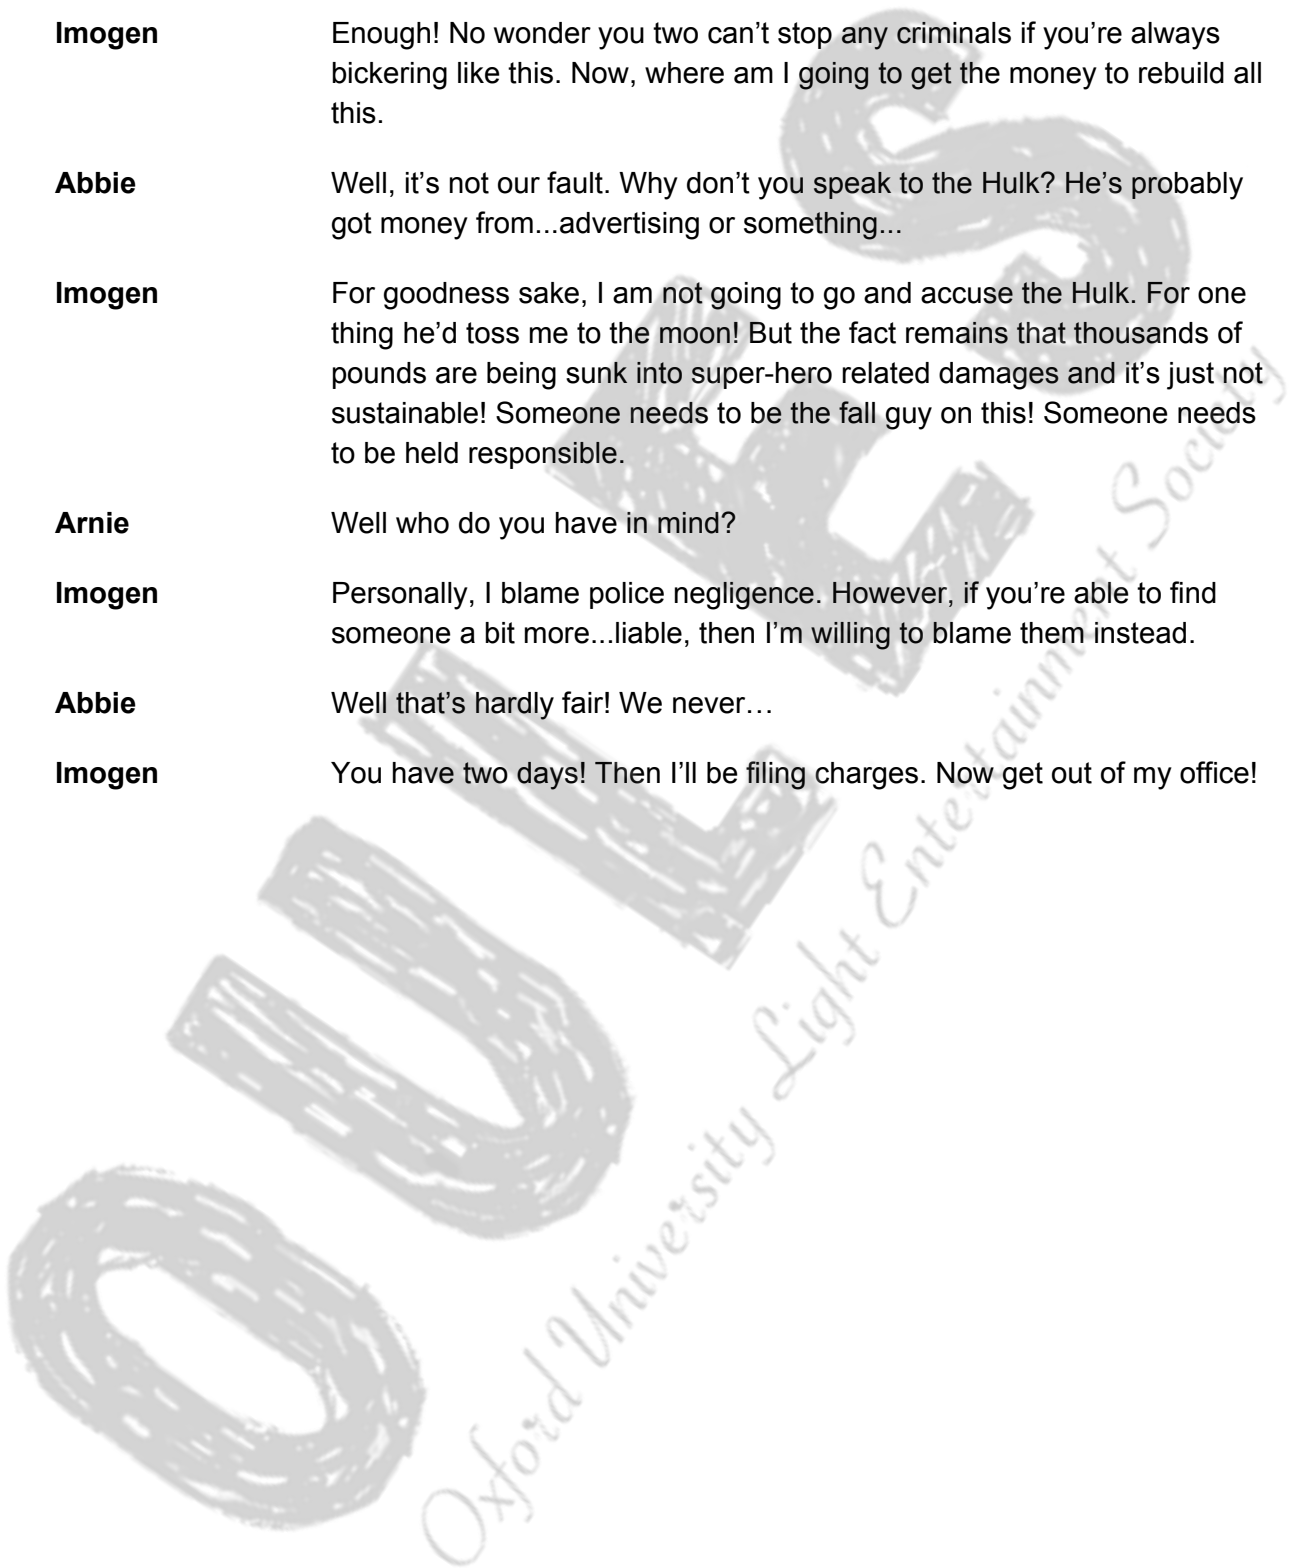 Imogen Enough! No wonder you two can’t stop any criminals if you’re always
bickering like this. Now, where am I going to get the money to rebuild all
this.
Abbie Well, it’s not our fault. Why don’t you speak to the Hulk? He’s probably
got money from...advertising or something...
Imogen For goodness sake, I am not going to go and accuse the Hulk. For one
thing he’d toss me to the moon! But the fact remains that thousands of
pounds are being sunk into super-hero related damages and it’s just not
sustainable! Someone needs to be the fall guy on this! Someone needs
to be held responsible.
Arnie Well who do you have in mind?
Imogen Personally, I blame police negligence. However, if you’re able to find
someone a bit more...liable, then I’m willing to blame them instead.
Abbie Well that’s hardly fair! We never…
Imogen You have two days! Then I’ll be filing charges. Now get out of my office!
OULES
Oxford University Light Entertainment Society